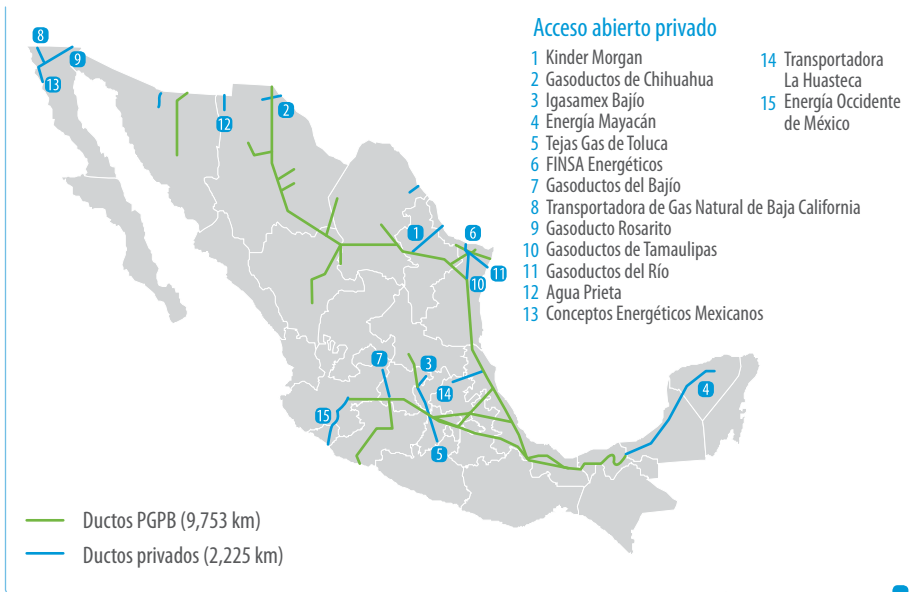 Acceso abierto privado
1 Kinder Morgan
2 Gasoductos de Chihuahua
3 Igasamex Bajío
4 Energía Mayacán
5 Tejas Gas de Toluca
6 FINSA Energéticos
7 Gasoductos del Bajío
8 Transportadora de Gas Natural de Baja California
9 Gasoducto Rosarito
10 Gasoductos de Tamaulipas
11 Gasoductos del Río
12 Agua Prieta
13 Conceptos Energéticos Mexicanos
14 Transportadora
La Huasteca
15 Energía Occidente
de México
8
9
13
12
2
1
6
11
10
7
3
14
15
5
4
Ductos PGPB (9,753 km)
Ductos privados (2,225 km)